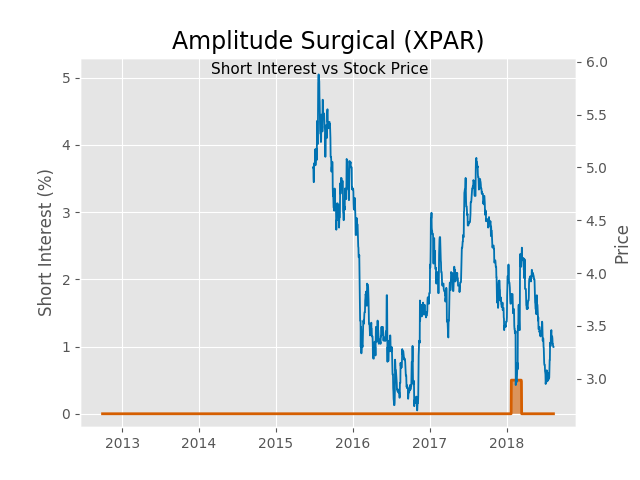 Amplitude Surgical (XPAR)
Short Interest vs Stock Price
Short Interest (%)
5
4
3
2
1
0
6.0
5.5
5.0
4.5
4.0
3.5
3.0
Price
2013 2014 2015 2016 2017 2018